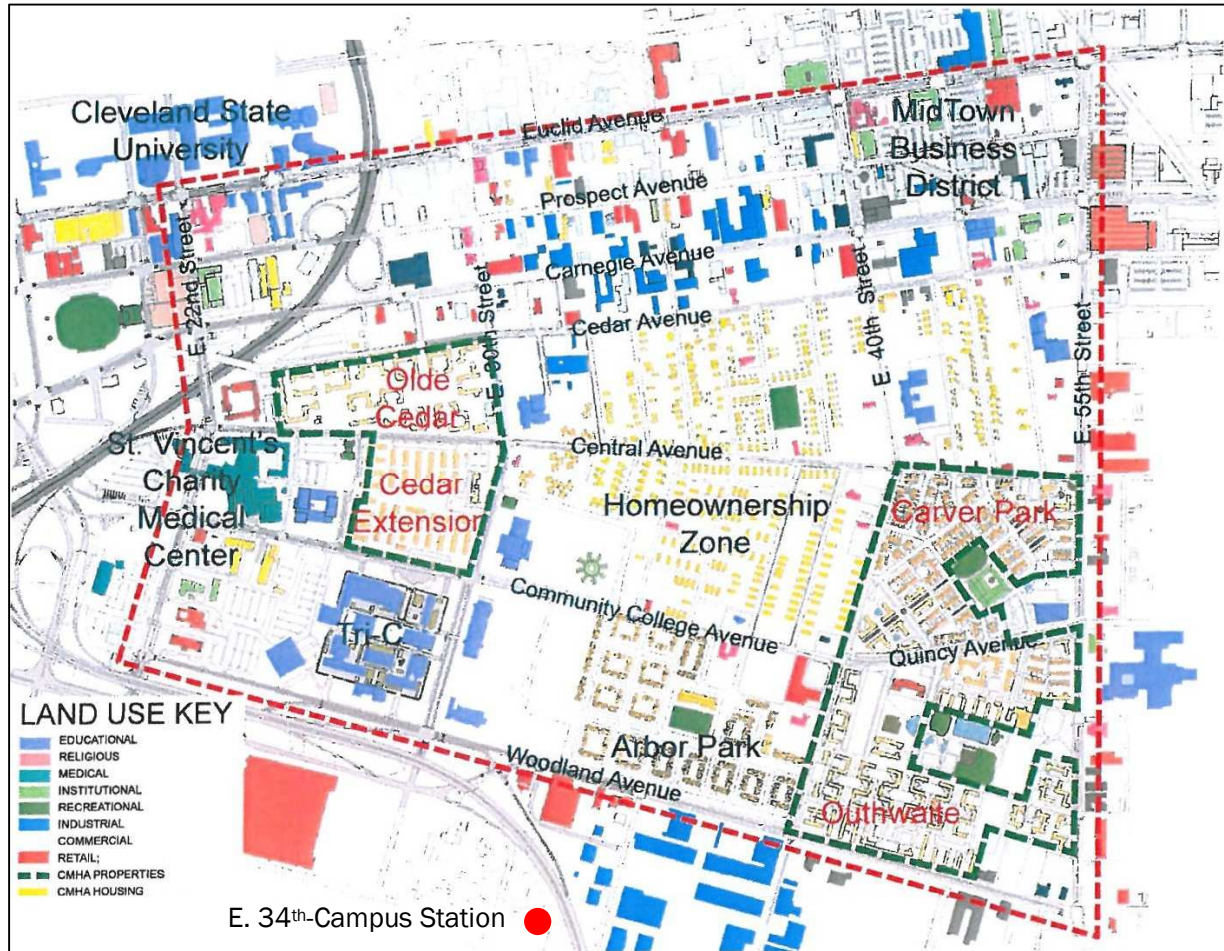 Cleveland State
University
Euclid Avenue
MidTown
Business
District
Prospect Avenue
E. 22nd Street
Carnegie Avenue
E. 30th Street
E. 40th Street
Cedar Avenue
E. 55th Street
Olde
Cedar
Central Avenue
St. Vincent's
Charity
Medical
Center
Cedar
Extension
Homeownership
Zone
Carver Park
Community College Avenue
Tri-C
Quincy Avenue
LAND USE KEY
EDUCATIONAL
RELIGIOUS
MEDICAL
INSTITUTIONAL
RECREATIONAL
INDUSTRIAL
COMMERCIAL
RETAIL;
CMHA PROPERTIES
CMHA HOUSING
Arbor Park
Woodland Avenue
Outhwaite
E. 34th-Campus Station